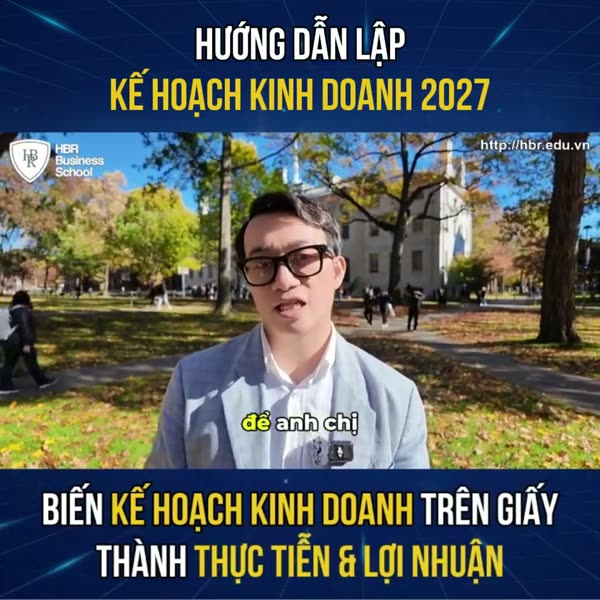 HƯỚNG DẪN LẬP
KẾ HOẠCH KINH DOANH 2027
HBR
Business
School
http://hbr.edu.vn
để anh chị
BIẾN KẾ HOẠCH KINH DOANH TRÊN GIẤY
THÀNH THỰC TIỄN & LỢI NHUẬN